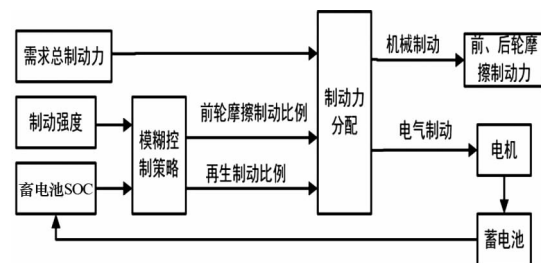 需求总制动力
制动强度
蓄电池SOC
模糊控
制策略
前轮摩擦制动比例
再生制动比例
制动力
分配
机械制动
前、后轮摩
擦制动力
电气制动
电机
蓄电池